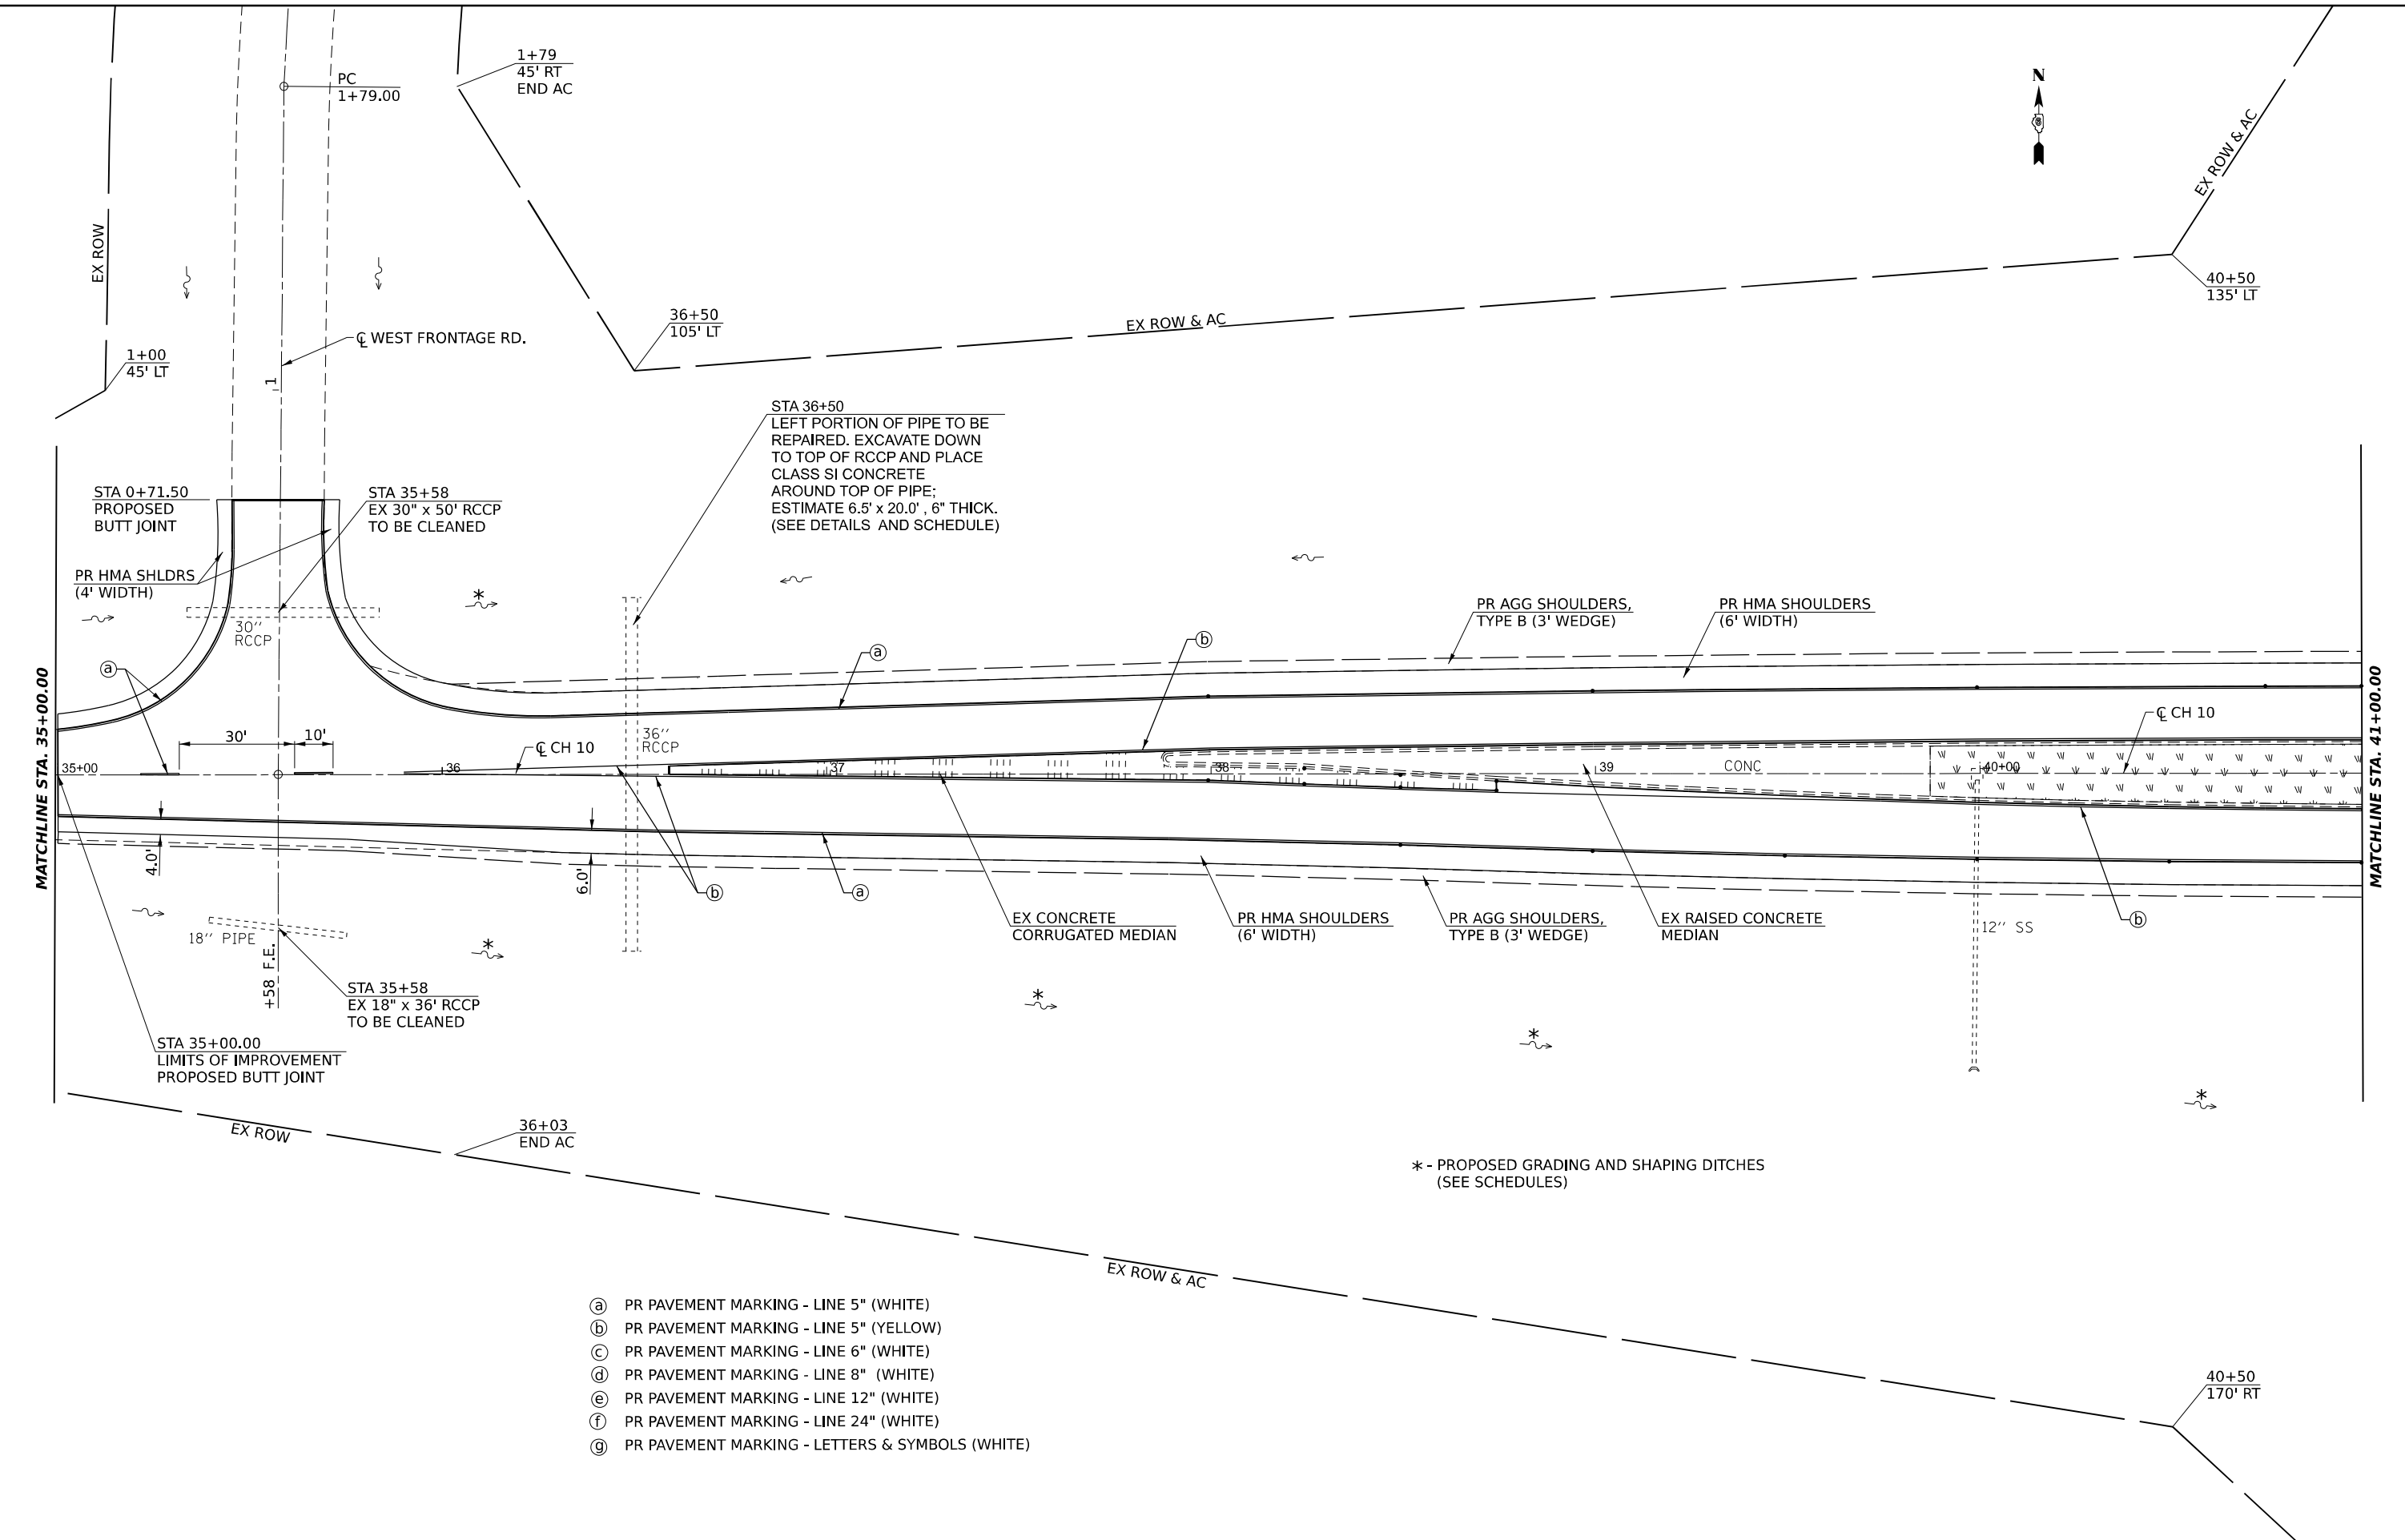 1+79
45' RT
END AC
PC
1+79.00
N
EX ROW & AC
EX ROW
40+50
135' LT
36+50
105' LT
EX ROW & AC
℄ WEST FRONTAGE RD.
1+00
45' LT
1
STA 36+50
LEFT PORTION OF PIPE TO BE
REPAIRED. EXCAVATE DOWN
TO TOP OF RCCP AND PLACE
CLASS SI CONCRETE
AROUND TOP OF PIPE;
ESTIMATE 6.5' x 20.0' , 6" THICK.
(SEE DETAILS AND SCHEDULE)
STA 0+71.50
PROPOSED
BUTT JOINT
STA 35+58
EX 30" x 50' RCCP
TO BE CLEANED
PR HMA SHLDRS
(4' WIDTH)
*
30''
RCCP
PR AGG SHOULDERS,
TYPE B (3' WEDGE)
PR HMA SHOULDERS
(6' WIDTH)
ⓐ
ⓐ
ⓑ
MATCHLINE STA. 35+00.00
MATCHLINE STA. 41+00.00
30'
10'
℄ CH 10
36''
RCCP
℄ CH 10
35+00
36
37
38
39
CONC
40+00
4.0'
6.0'
ⓑ
ⓐ
EX CONCRETE
CORRUGATED MEDIAN
PR HMA SHOULDERS
(6' WIDTH)
PR AGG SHOULDERS,
TYPE B (3' WEDGE)
EX RAISED CONCRETE
MEDIAN
12'' SS
ⓑ
18'' PIPE
*
+58 F.E.
STA 35+58
EX 18" x 36' RCCP
TO BE CLEANED
*
*
*
STA 35+00.00
LIMITS OF IMPROVEMENT
PROPOSED BUTT JOINT
EX ROW
36+03
END AC
* - PROPOSED GRADING AND SHAPING DITCHES
(SEE SCHEDULES)
EX ROW & AC
ⓐ PR PAVEMENT MARKING - LINE 5" (WHITE)
ⓑ PR PAVEMENT MARKING - LINE 5" (YELLOW)
ⓒ PR PAVEMENT MARKING - LINE 6" (WHITE)
ⓓ PR PAVEMENT MARKING - LINE 8" (WHITE)
ⓔ PR PAVEMENT MARKING - LINE 12" (WHITE)
ⓕ PR PAVEMENT MARKING - LINE 24" (WHITE)
ⓖ PR PAVEMENT MARKING - LETTERS & SYMBOLS (WHITE)
40+50
170' RT